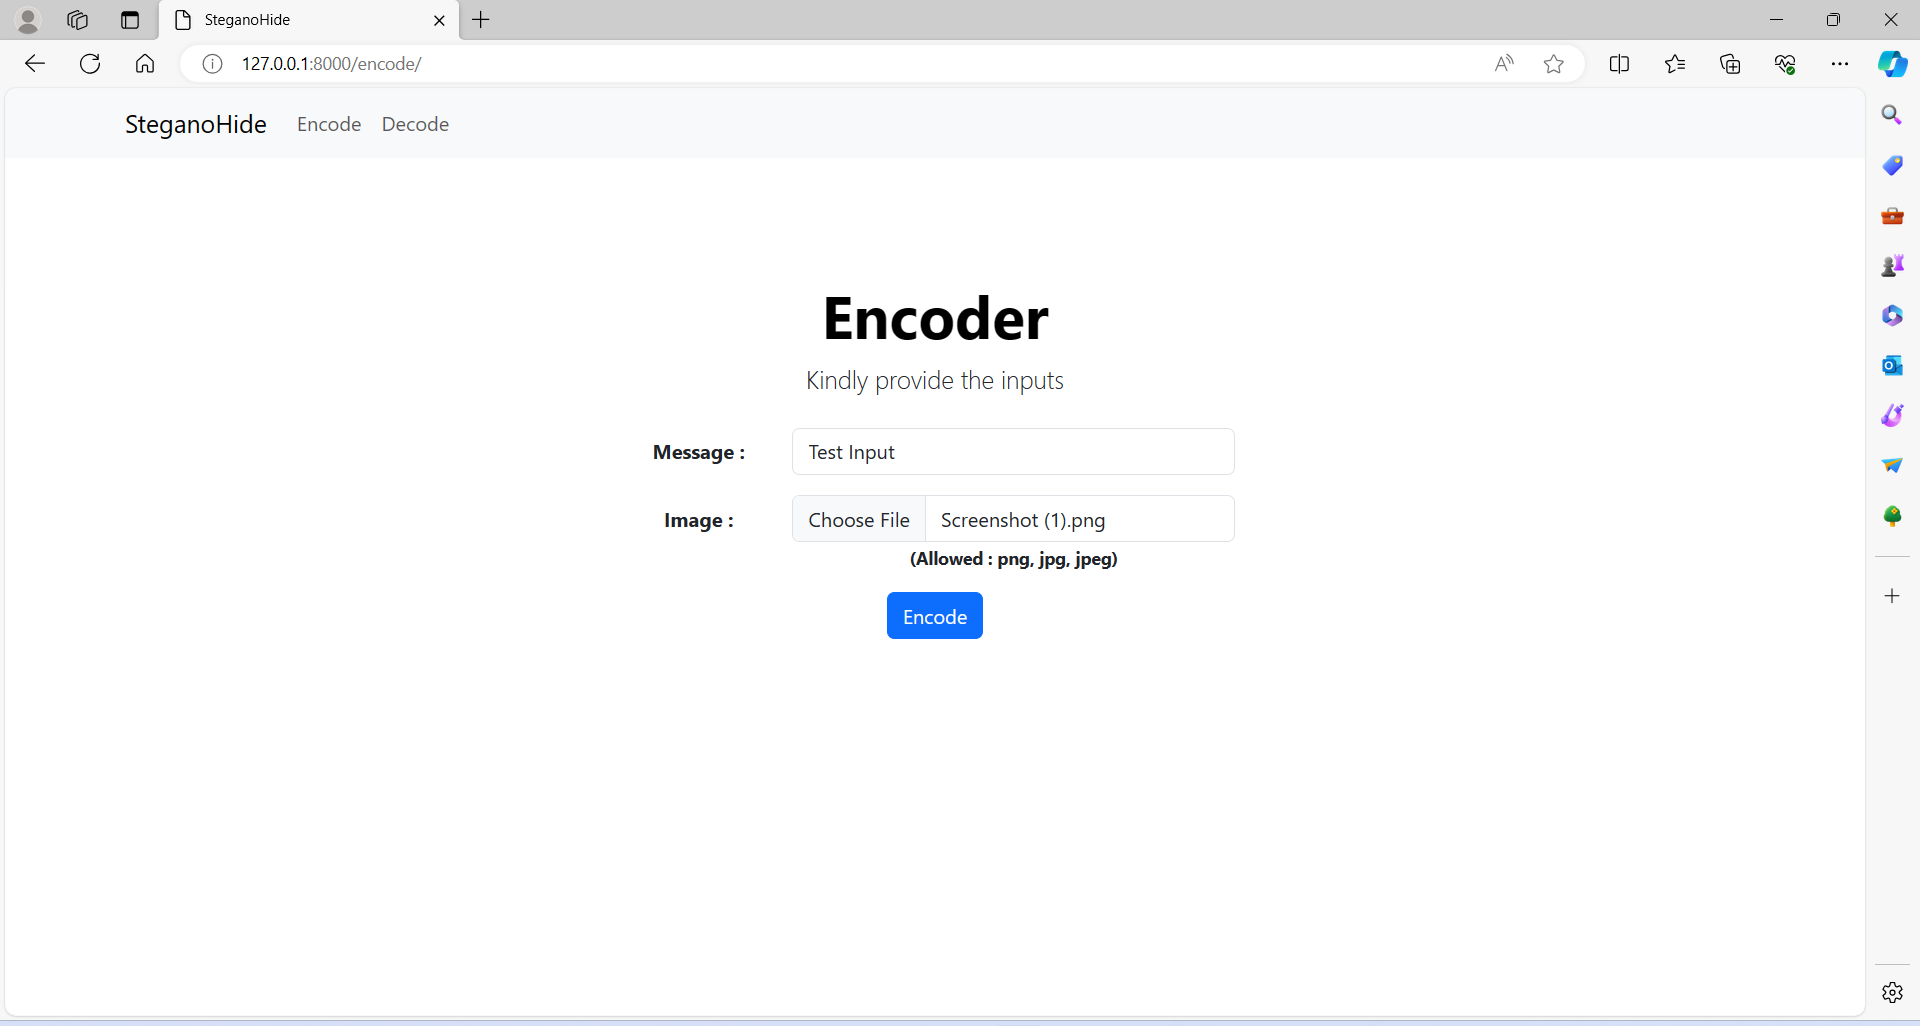 SteganoHide
127.0.0.1:8000/encode/
SteganoHide Encode Decode
Encoder
Kindly provide the inputs
Message : Test Input
Image : Choose File Screenshot (1).png
(Allowed : png, jpg, jpeg)
Encode